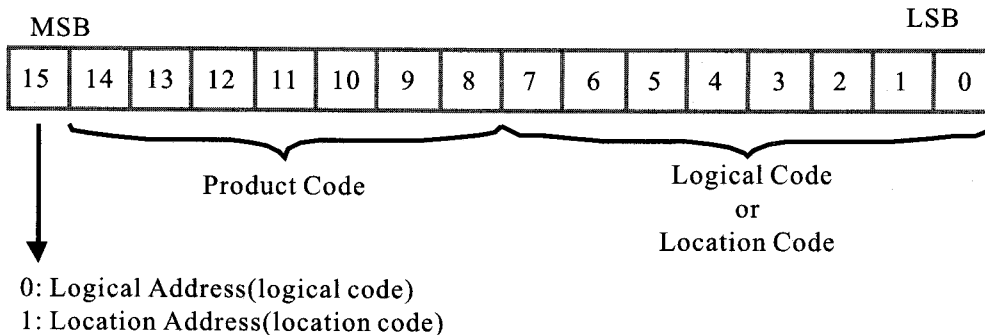 MSB LSB
15 14 13 12 11 10 9 8 7 6 5 4 3 2 1 0
Product Code
Logical Code
or
Location Code
0: Logical Address(logical code)
1: Location Address(location code)